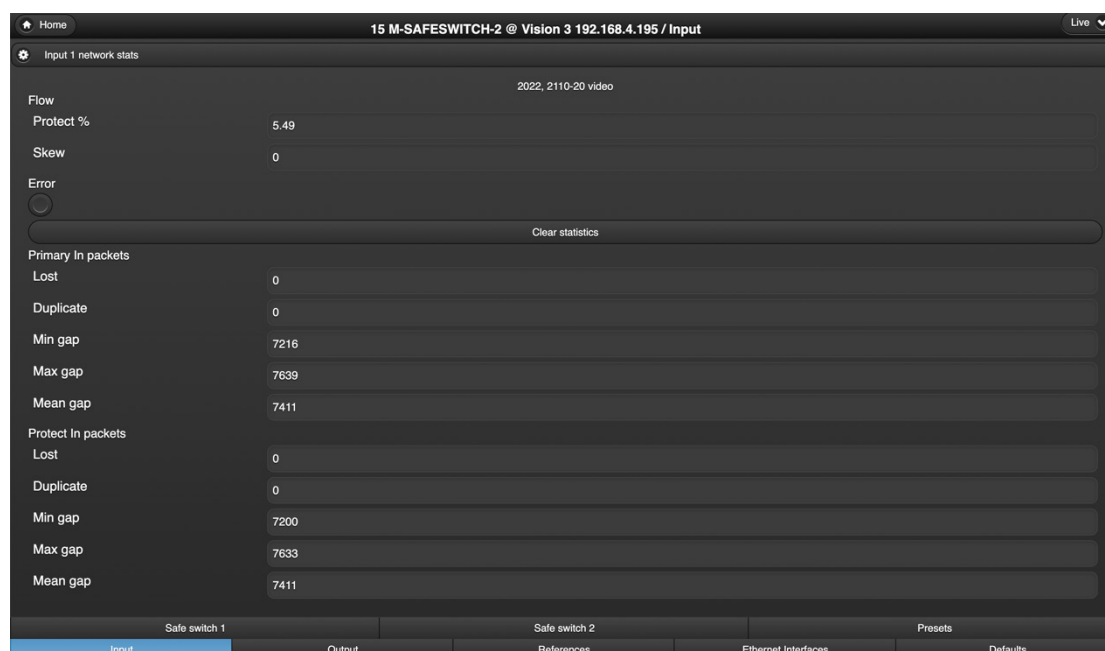 Home
15 M-SAFESWITCH-2 @ Vision 3 192.168.4.195 / Input
Live
Input 1 network stats
2022, 2110-20 video
Flow
Protect % 5.49
Skew 0
Error
Clear statistics
Primary In packets
Lost 0
Duplicate 0
Min gap 7216
Max gap 7639
Mean gap 7411
Protect In packets
Lost 0
Duplicate 0
Min gap 7200
Max gap 7633
Mean gap 7411
Safe switch 1 Safe switch 2 Presets
Input Output References Ethernet Interfaces Defaults